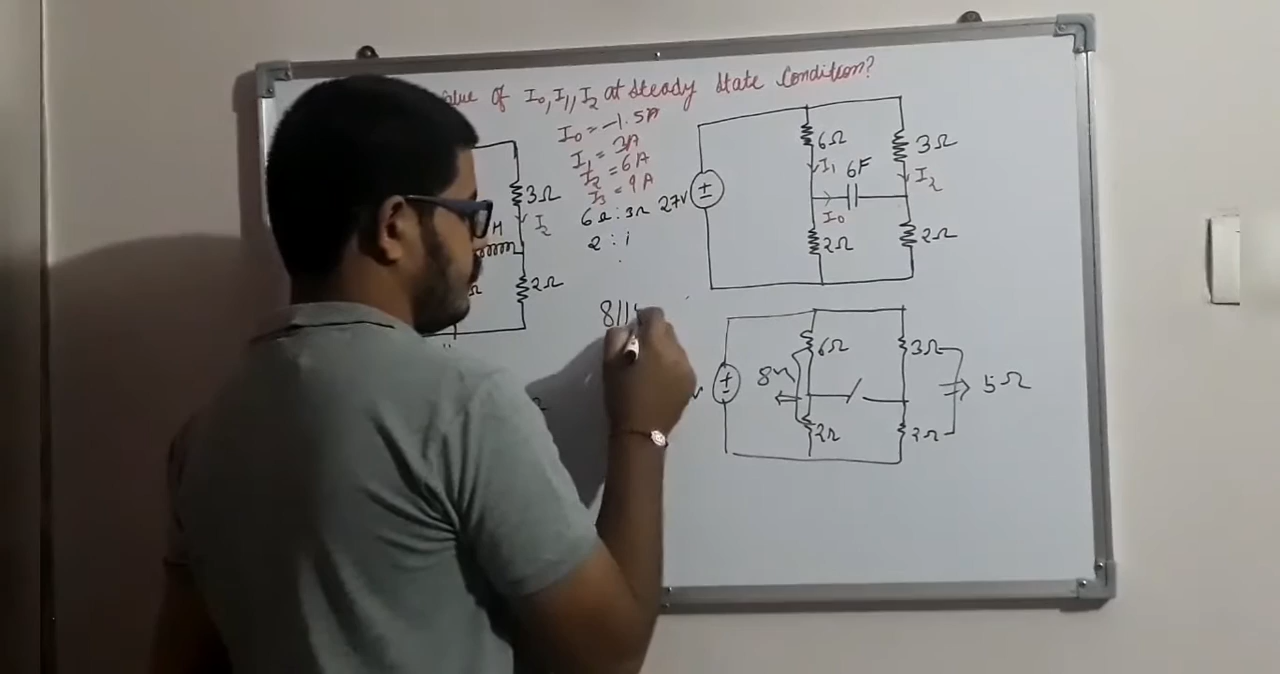 of I₀, I₁, I₂ at Steady State Condition?
I₀ = -1.5A
I₁ = 3A
I₂ = 6A
I₃ = 9A
6Ω : 3Ω
2 : 1
3Ω
I₂
H
2Ω
27V
6Ω
3Ω
I₁
6F
I₂
I₀
2Ω
2Ω
8||
6Ω
3Ω
8Ω
5Ω
2Ω
2Ω